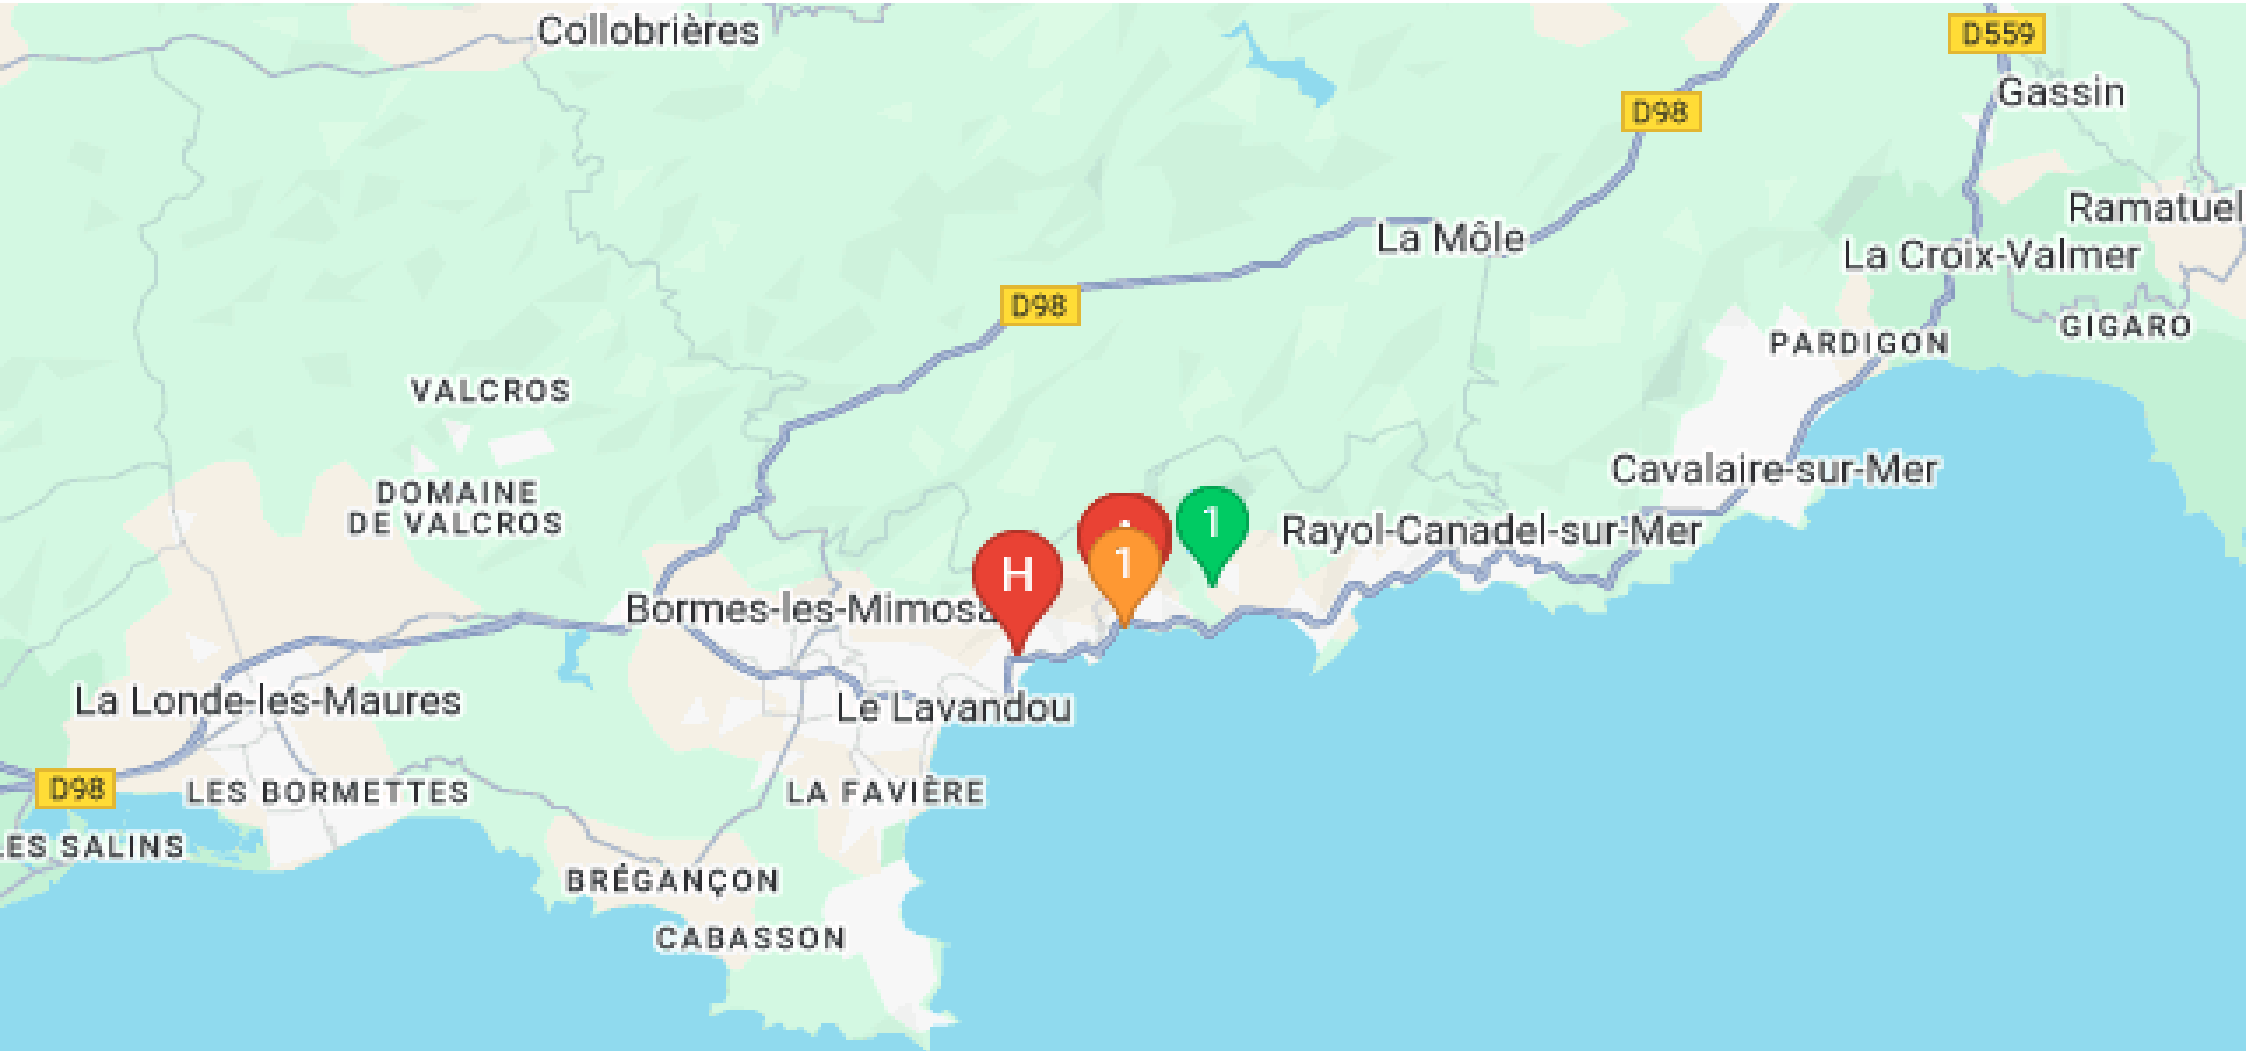 Collobrières
D559
Gassin
D98
Ramatuel
La Môle
La Croix-Valmer
D98
GIGARO
PARDIGON
VALCROS
Cavalaire-sur-Mer
DOMAINE
DE VALCROS
1
Rayol-Canadel-sur-Mer
1
H
Bormes-les-Mimosa
La Londe-les-Maures
Le Lavandou
D98
LES BORMETTES
LA FAVIÈRE
ES SALINS
BRÉGANÇON
CABASSON